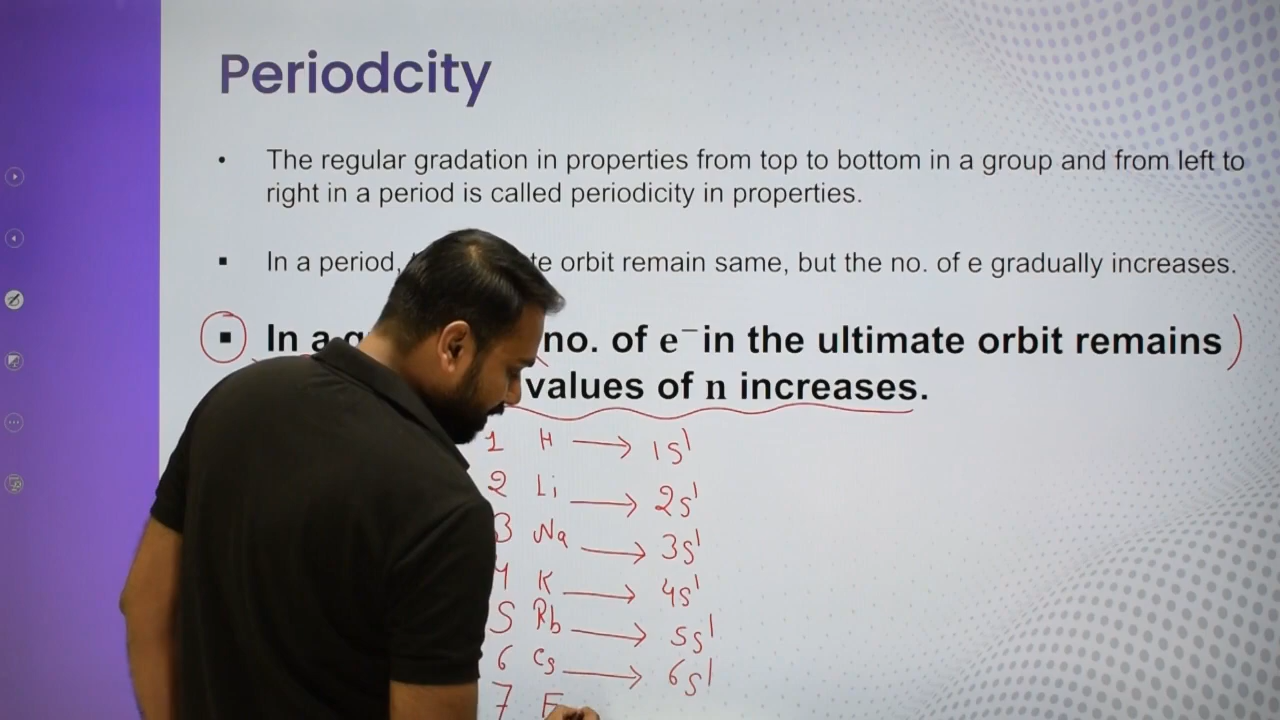 Periodcity
• The regular gradation in properties from top to bottom in a group and from left to
right in a period is called periodicity in properties.
▪ In a period, orbit remain same, but the no. of e gradually increases.
▪ In a no. of e⁻ in the ultimate orbit remains
values of n increases.
1 H → 1s¹
2 Li → 2s¹
3 Na → 3s¹
4 K → 4s¹
5 Rb → 5s¹
6 Cs → 6s¹
7 F